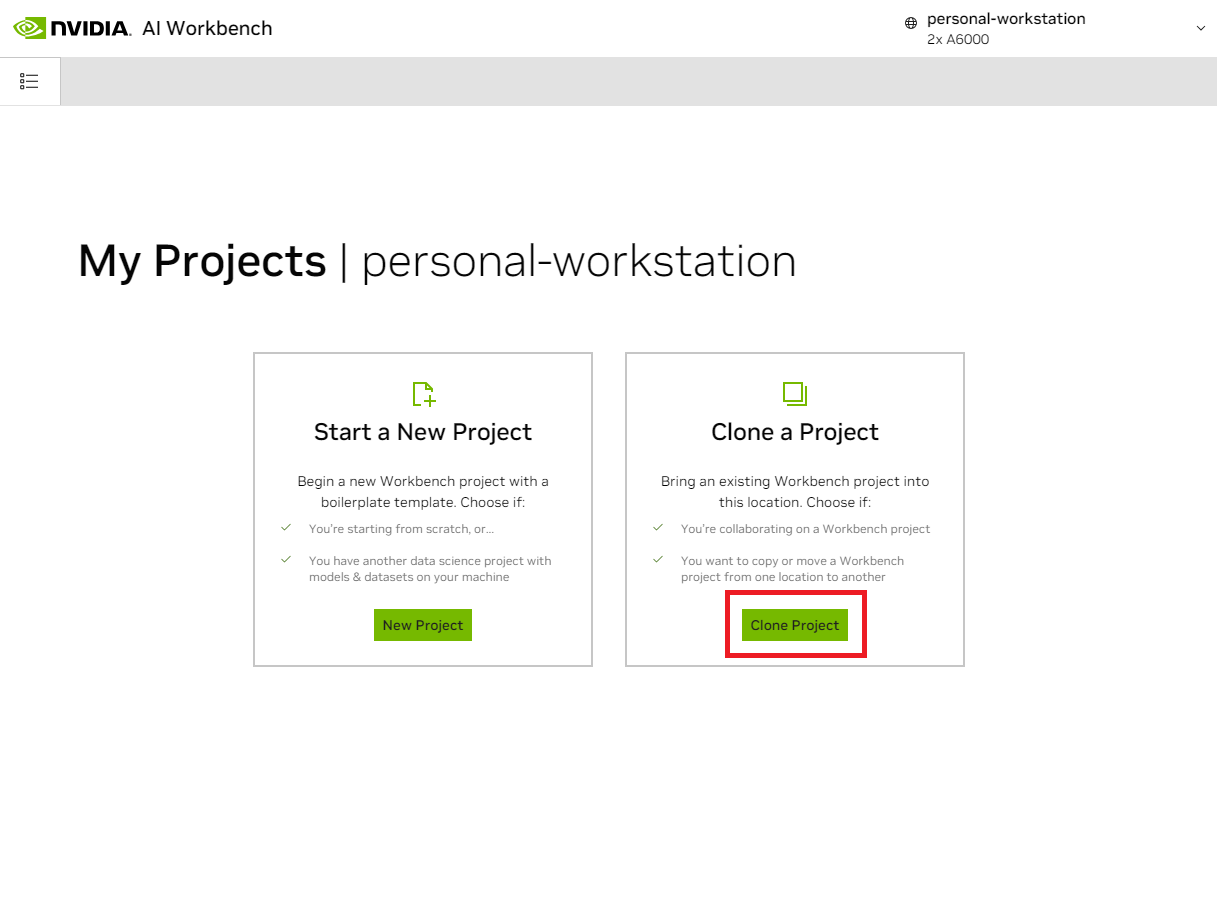 NVIDIA. AI Workbench
personal-workstation
2x A6000
My Projects | personal-workstation
Start a New Project
Begin a new Workbench project with a
boilerplate template. Choose if:
You're starting from scratch, or...
You have another data science project with
models & datasets on your machine
New Project
Clone a Project
Bring an existing Workbench project into
this location. Choose if:
You're collaborating on a Workbench project
You want to copy or move a Workbench
project from one location to another
Clone Project